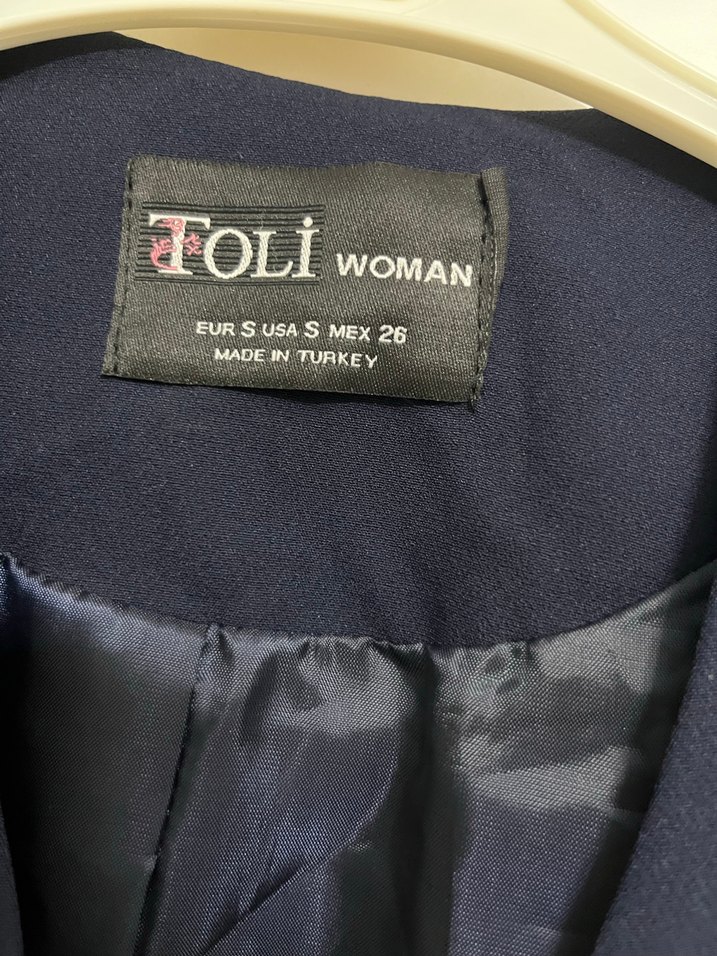 TOLİ WOMAN
EUR S USA S MEX 26
MADE IN TURKEY